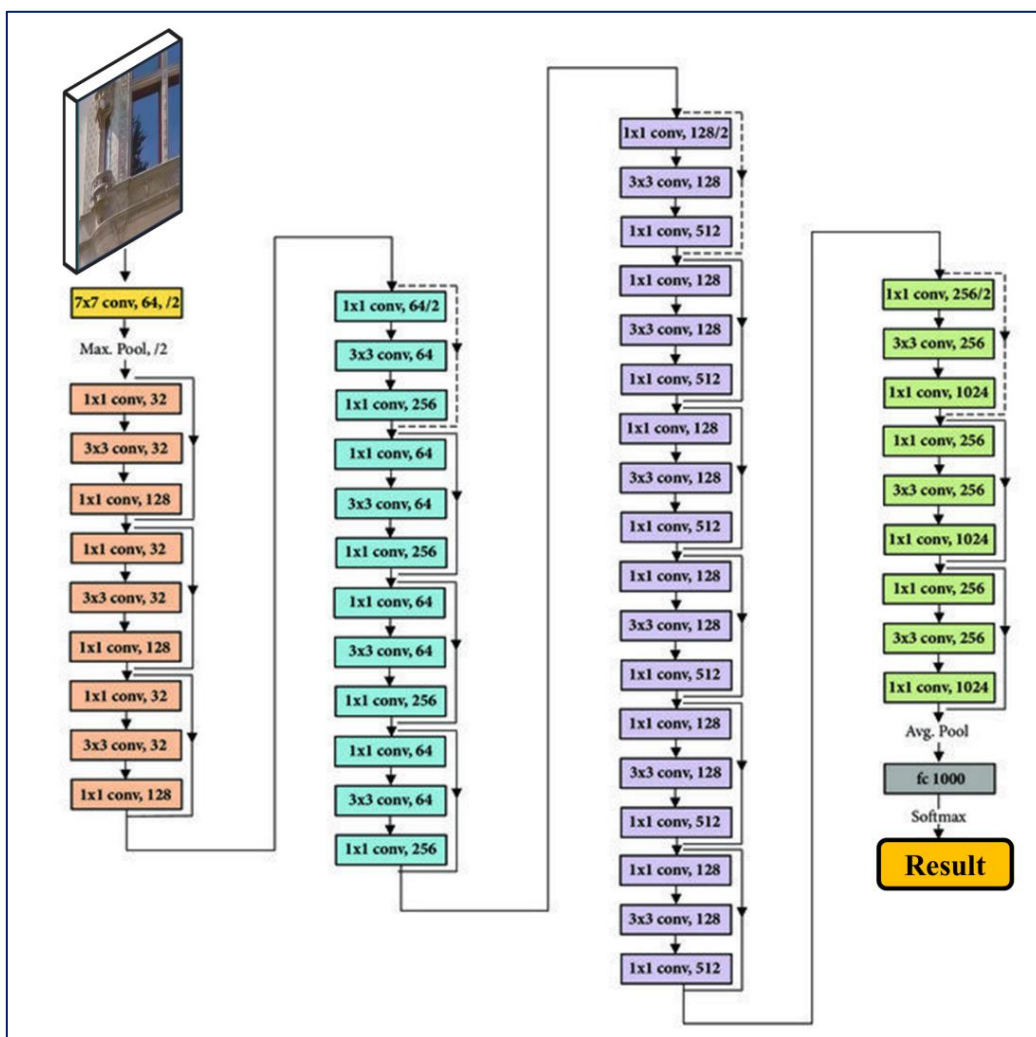 7x7 conv, 64, /2
Max. Pool, /2
1x1 conv, 32
3x3 conv, 32
1x1 conv, 128
1x1 conv, 32
3x3 conv, 32
1x1 conv, 128
1x1 conv, 32
3x3 conv, 32
1x1 conv, 128
1x1 conv, 64/2
3x3 conv, 64
1x1 conv, 256
1x1 conv, 64
3x3 conv, 64
1x1 conv, 256
1x1 conv, 64
3x3 conv, 64
1x1 conv, 256
1x1 conv, 64
3x3 conv, 64
1x1 conv, 256
1x1 conv, 128/2
3x3 conv, 128
1x1 conv, 512
1x1 conv, 128
3x3 conv, 128
1x1 conv, 512
1x1 conv, 128
3x3 conv, 128
1x1 conv, 512
1x1 conv, 128
3x3 conv, 128
1x1 conv, 512
1x1 conv, 128
3x3 conv, 128
1x1 conv, 512
1x1 conv, 128
3x3 conv, 128
1x1 conv, 512
1x1 conv, 256/2
3x3 conv, 256
1x1 conv, 1024
1x1 conv, 256
3x3 conv, 256
1x1 conv, 1024
1x1 conv, 256
3x3 conv, 256
1x1 conv, 1024
Avg. Pool
fc 1000
Softmax
Result